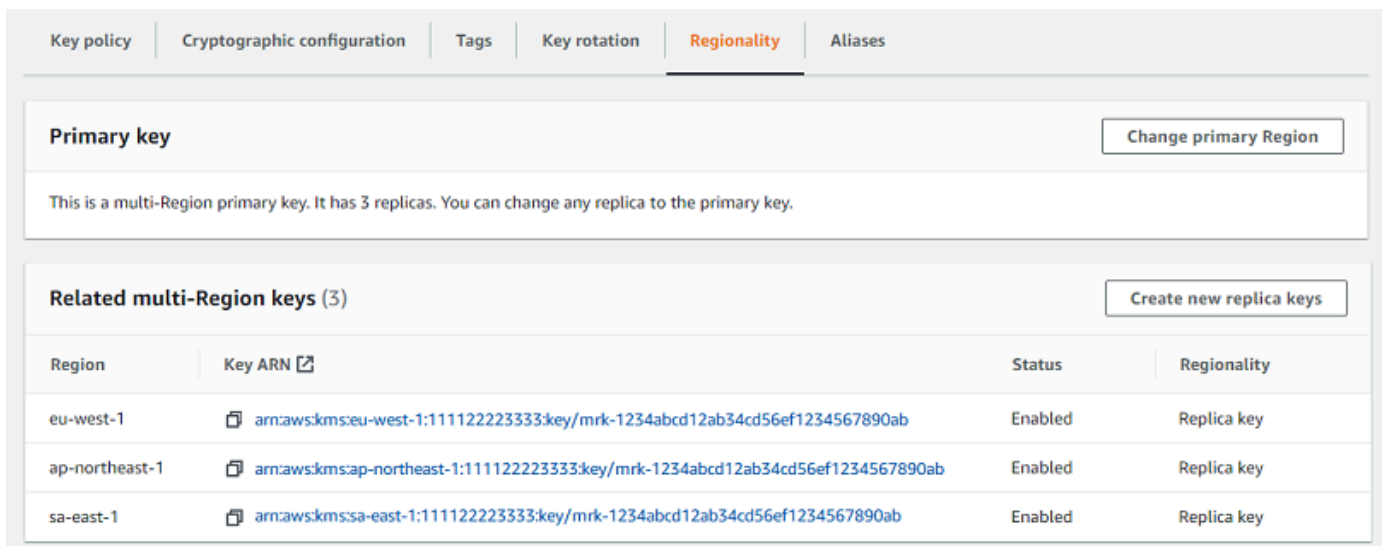 Key policy Cryptographic configuration Tags Key rotation Regionality Aliases
Primary key Change primary Region
This is a multi-Region primary key. It has 3 replicas. You can change any replica to the primary key.
Related multi-Region keys (3) Create new replica keys
Region Key ARN Status Regionality
eu-west-1 arn:aws:kms:eu-west-1:111122223333:key/mrk-1234abcd12ab34cd56ef1234567890ab Enabled Replica key
ap-northeast-1 arn:aws:kms:ap-northeast-1:111122223333:key/mrk-1234abcd12ab34cd56ef1234567890ab Enabled Replica key
sa-east-1 arn:aws:kms:sa-east-1:111122223333:key/mrk-1234abcd12ab34cd56ef1234567890ab Enabled Replica key